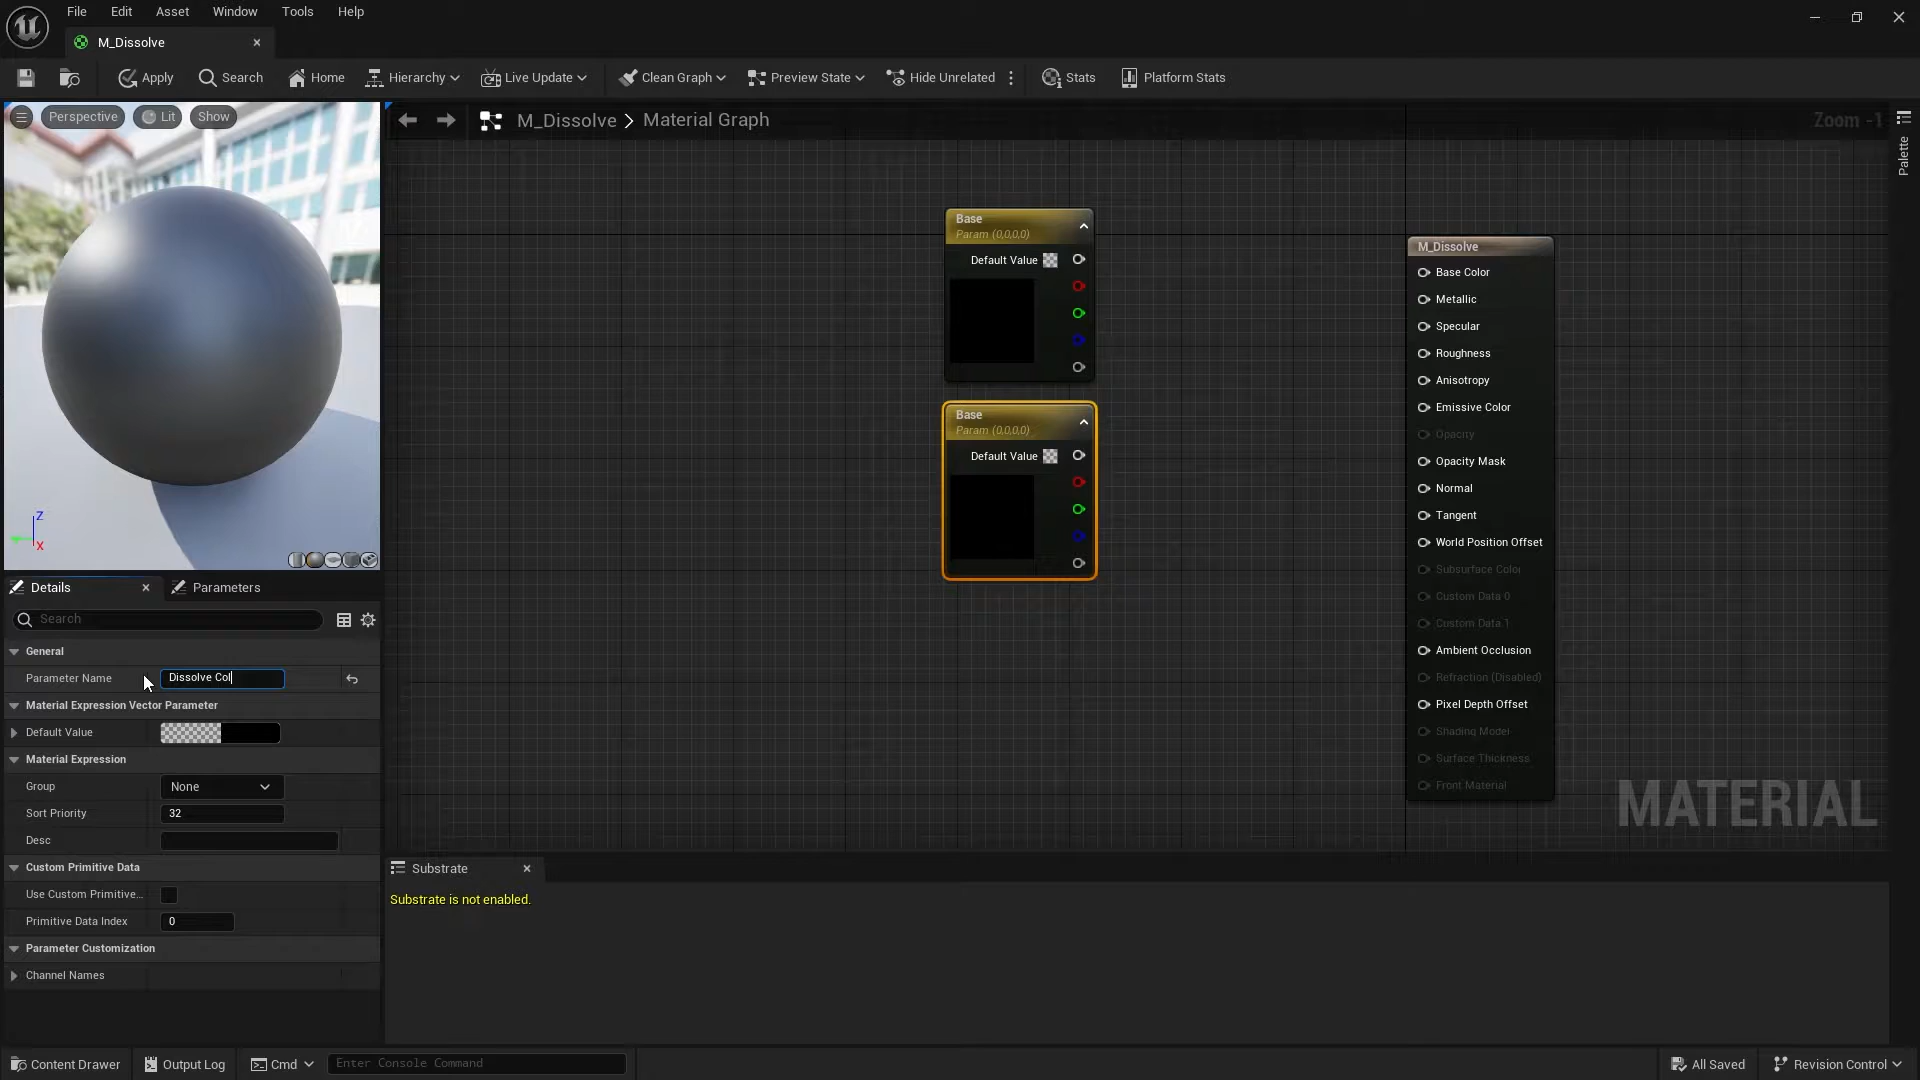 File Edit Asset Window Tools Help
M_Dissolve
Apply Search Home Hierarchy Live Update Clean Graph Preview State Hide Unrelated Stats Platform Stats
Perspective Lit Show
M_Dissolve > Material Graph
Zoom -1
Palette
Base
Param (0,0,0,0)
Default Value
Base
Param (0,0,0,0)
Default Value
M_Dissolve
Base Color
Metallic
Specular
Roughness
Anisotropy
Emissive Color
Opacity
Opacity Mask
Normal
Tangent
World Position Offset
Subsurface Color
Custom Data 0
Custom Data 1
Ambient Occlusion
Refraction (Disabled)
Pixel Depth Offset
Shading Model
Surface Thickness
Front Material
MATERIAL
Z
X
Details Parameters
Search
General
Parameter Name Dissolve Col
Material Expression Vector Parameter
Default Value
Material Expression
Group None
Sort Priority 32
Desc
Custom Primitive Data
Use Custom Primitive...
Primitive Data Index 0
Parameter Customization
Channel Names
Substrate
Substrate is not enabled.
Content Drawer Output Log Cmd Enter Console Command All Saved Revision Control